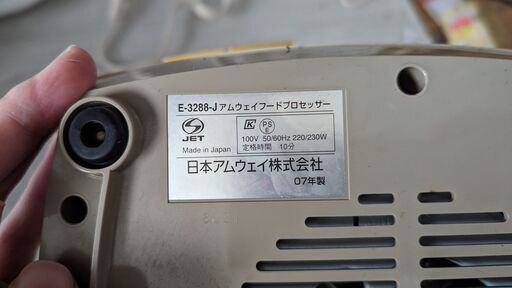 E-3288-J アムウェイフードプロセッサー
JET
Made in Japan
K
PS
E
100V 50/60Hz 220/230W
定格時間 10分
日本アムウェイ株式会社
07年製